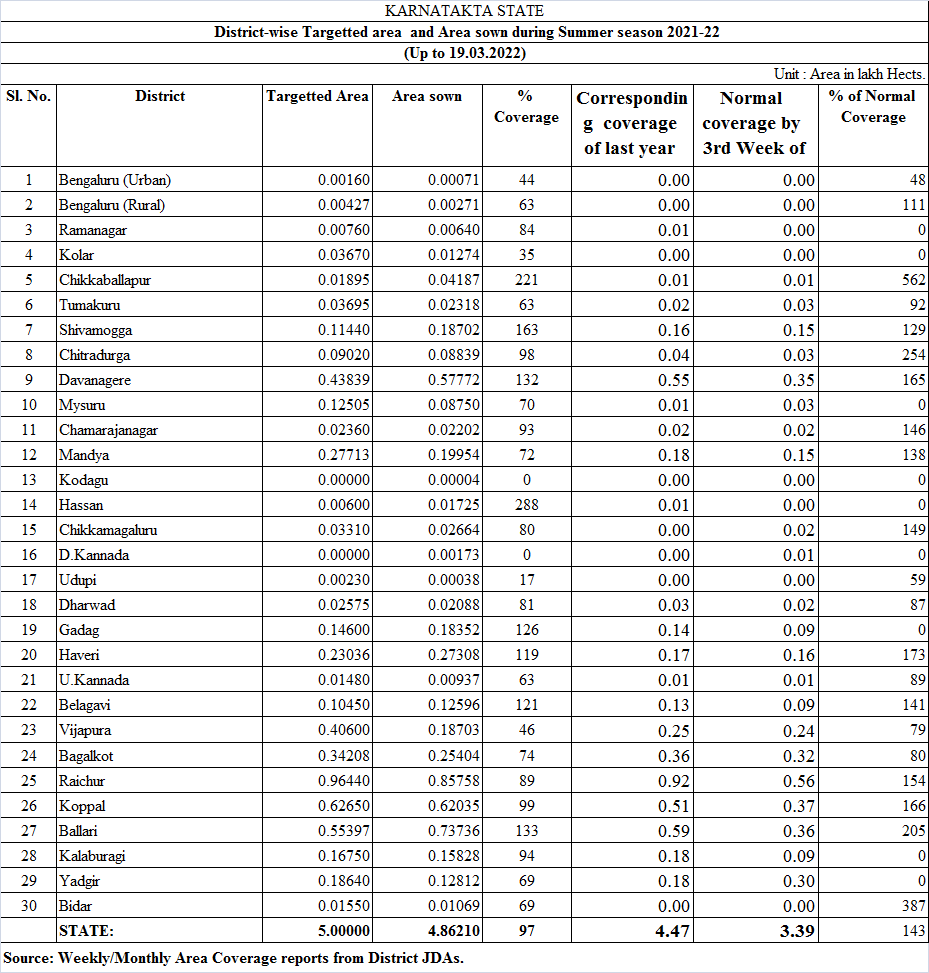 KARNATAKTA STATE
District-wise Targetted area and Area sown during Summer season 2021-22
(Up to 19.03.2022)
Unit : Area in lakh Hects.
Sl. No. District Targetted Area Area sown % Coverage Correspondin g coverage of last year Normal coverage by 3rd Week of % of Normal Coverage
1 Bengaluru (Urban) 0.00160 0.00071 44 0.00 0.00 48
2 Bengaluru (Rural) 0.00427 0.00271 63 0.00 0.00 111
3 Ramanagar 0.00760 0.00640 84 0.01 0.00 0
4 Kolar 0.03670 0.01274 35 0.00 0.00 0
5 Chikkaballapur 0.01895 0.04187 221 0.01 0.01 562
6 Tumakuru 0.03695 0.02318 63 0.02 0.03 92
7 Shivamogga 0.11440 0.18702 163 0.16 0.15 129
8 Chitradurga 0.09020 0.08839 98 0.04 0.03 254
9 Davanagere 0.43839 0.57772 132 0.55 0.35 165
10 Mysuru 0.12505 0.08750 70 0.01 0.03 0
11 Chamarajanagar 0.02360 0.02202 93 0.02 0.02 146
12 Mandya 0.27713 0.19954 72 0.18 0.15 138
13 Kodagu 0.00000 0.00004 0 0.00 0.00 0
14 Hassan 0.00600 0.01725 288 0.01 0.00 0
15 Chikkamagaluru 0.03310 0.02664 80 0.00 0.02 149
16 D.Kannada 0.00000 0.00173 0 0.00 0.01 0
17 Udupi 0.00230 0.00038 17 0.00 0.00 59
18 Dharwad 0.02575 0.02088 81 0.03 0.02 87
19 Gadag 0.14600 0.18352 126 0.14 0.09 0
20 Haveri 0.23036 0.27308 119 0.17 0.16 173
21 U.Kannada 0.01480 0.00937 63 0.01 0.01 89
22 Belagavi 0.10450 0.12596 121 0.13 0.09 141
23 Vijapura 0.40600 0.18703 46 0.25 0.24 79
24 Bagalkot 0.34208 0.25404 74 0.36 0.32 80
25 Raichur 0.96440 0.85758 89 0.92 0.56 154
26 Koppal 0.62650 0.62035 99 0.51 0.37 166
27 Ballari 0.55397 0.73736 133 0.59 0.36 205
28 Kalaburagi 0.16750 0.15828 94 0.18 0.09 0
29 Yadgir 0.18640 0.12812 69 0.18 0.30 0
30 Bidar 0.01550 0.01069 69 0.00 0.00 387
STATE: 5.00000 4.86210 97 4.47 3.39 143
Source: Weekly/Monthly Area Coverage reports from District JDAs.